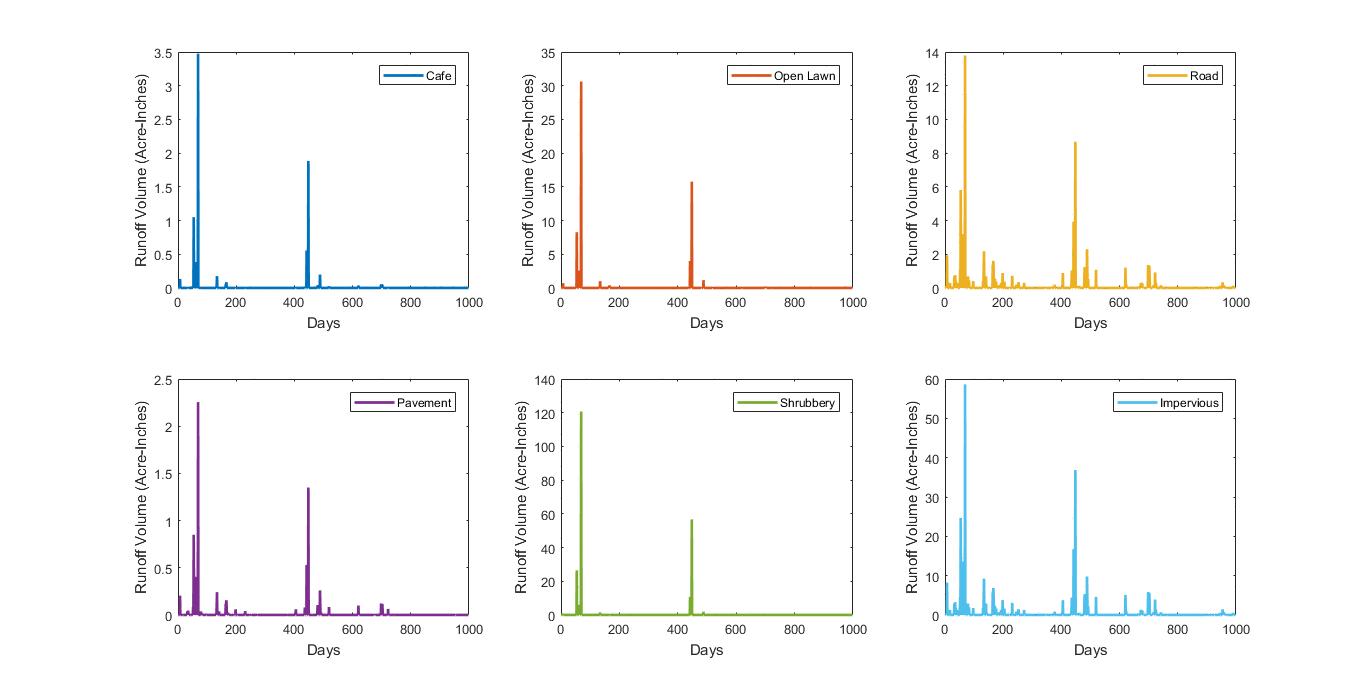 Runoff Volume (Acre-Inches)
3.5
3
2.5
2
1.5
1
0.5
0
Cafe
0 200 400 600 800 1000
Days
Runoff Volume (Acre-Inches)
35
30
25
20
15
10
5
0
Open Lawn
0 200 400 600 800 1000
Days
Runoff Volume (Acre-Inches)
14
12
10
8
6
4
2
0
Road
0 200 400 600 800 1000
Days
Runoff Volume (Acre-Inches)
2.5
2
1.5
1
0.5
0
Pavement
0 200 400 600 800 1000
Days
Runoff Volume (Acre-Inches)
140
120
100
80
60
40
20
0
Shrubbery
0 200 400 600 800 1000
Days
Runoff Volume (Acre-Inches)
60
50
40
30
20
10
0
Impervious
0 200 400 600 800 1000
Days